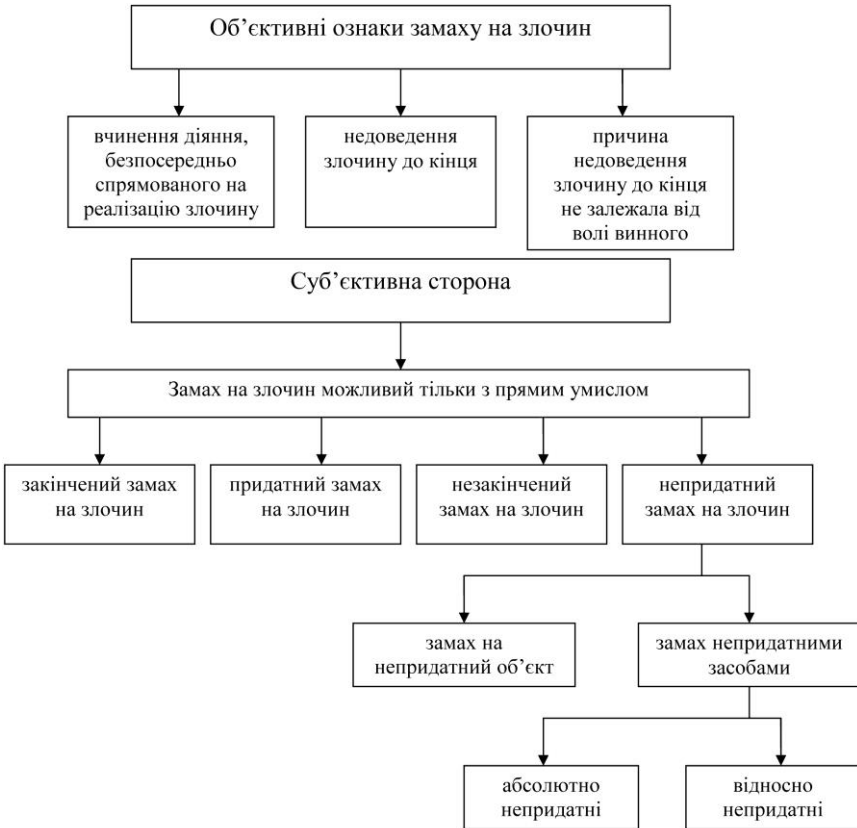 Об’єктивні ознаки замаху на злочин
вчинення діяння,
безпосередньо
спрямованого на
реалізацію злочину
недоведення
злочину до кінця
причина
недоведення
злочину до кінця
не залежала від
волі винного
Суб’єктивна сторона
Замах на злочин можливий тільки з прямим умислом
закінчений замах
на злочин
придатний замах
на злочин
незакінчений
замах на злочин
непридатний
замах на злочин
замах на
непридатний об’єкт
замах непридатними
засобами
абсолютно
непридатні
відносно
непридатні